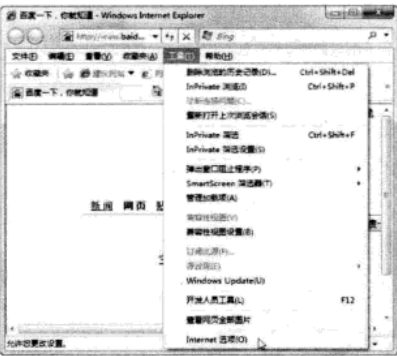 百度一下，你就知道 - Windows Internet Explorer
baid...
Bing
文件(F) 编辑(E) 查看(V) 收藏夹(A) 工具(T) 帮助(H)
收藏夹
百度一下，你就知道
新闻 网页
删除浏览的历史记录(D)... Ctrl+Shift+Del
InPrivate 浏览(I) Ctrl+Shift+P
诊断连接问题(C)...
重新打开上次浏览会话(S)
InPrivate 筛选 Ctrl+Shift+F
InPrivate 筛选设置(S)
弹出窗口阻止程序(P)
SmartScreen 筛选器(T)
管理加载项(A)
兼容性视图(V)
兼容性视图设置(B)
订阅此源(F)...
源发现(E)
Windows Update(U)
开发人员工具(L) F12
查看网页全部图片
Internet 选项(O)
允许您更改设置。